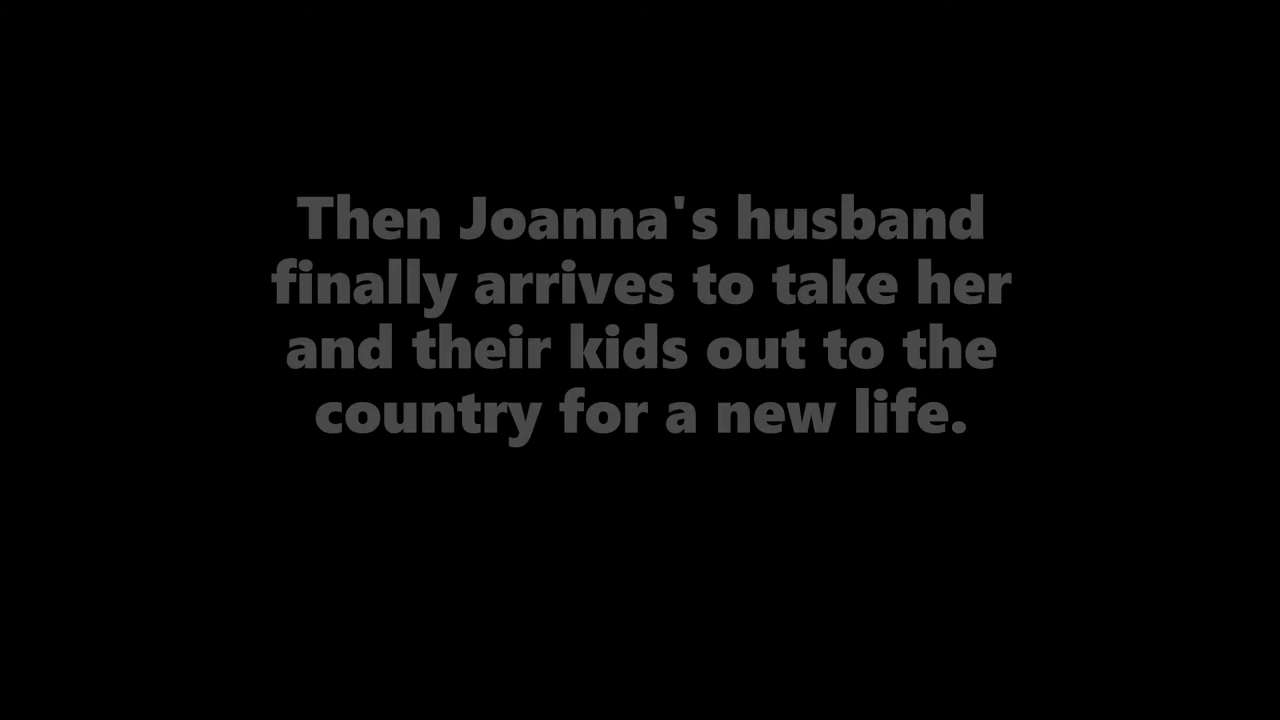 Then Joanna's husband
finally arrives to take her
and their kids out to the
country for a new life.